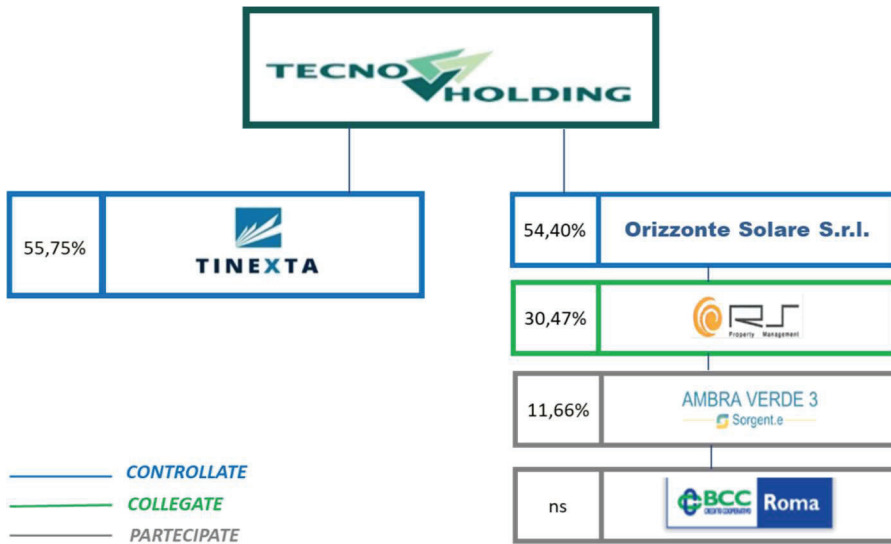 TECNO
HOLDING
55,75%
TINEXTA
54,40%
Orizzonte Solare S.r.l.
30,47%
RS
Property Management
11,66%
AMBRA VERDE 3
Sorgent.e
ns
BCC
CREDITO COOPERATIVO
Roma
CONTROLLATE
COLLEGATE
PARTECIPATE